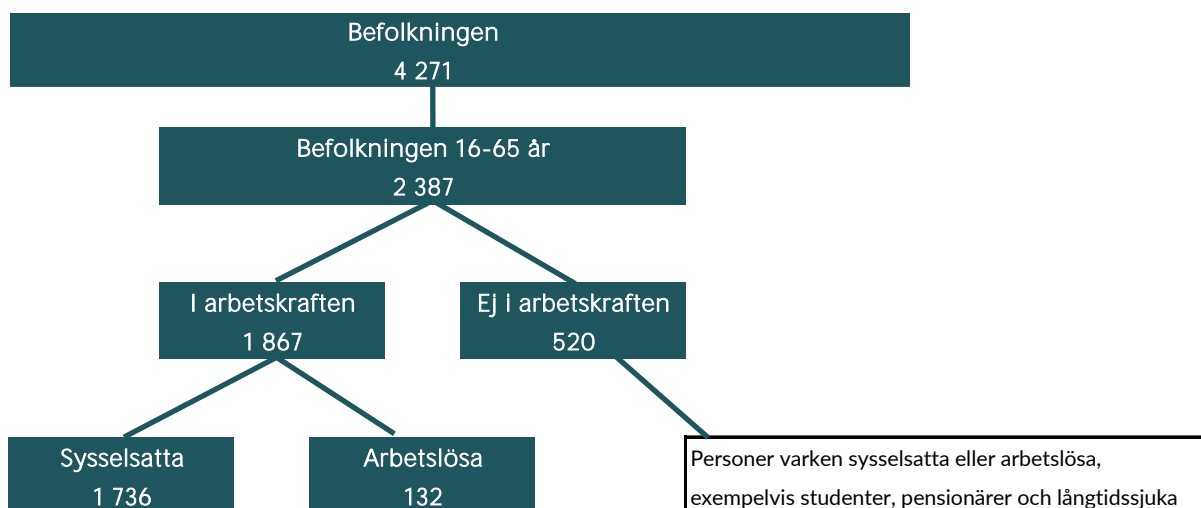 Befolkningen
4 271
Befolkningen 16-65 år
2 387
I arbetskraften
1 867
Ej i arbetskraften
520
Sysselsatta
1 736
Arbetslösa
132
Personer varken sysselsatta eller arbetslösa,
exempelvis studenter, pensionärer och långtidssjuka